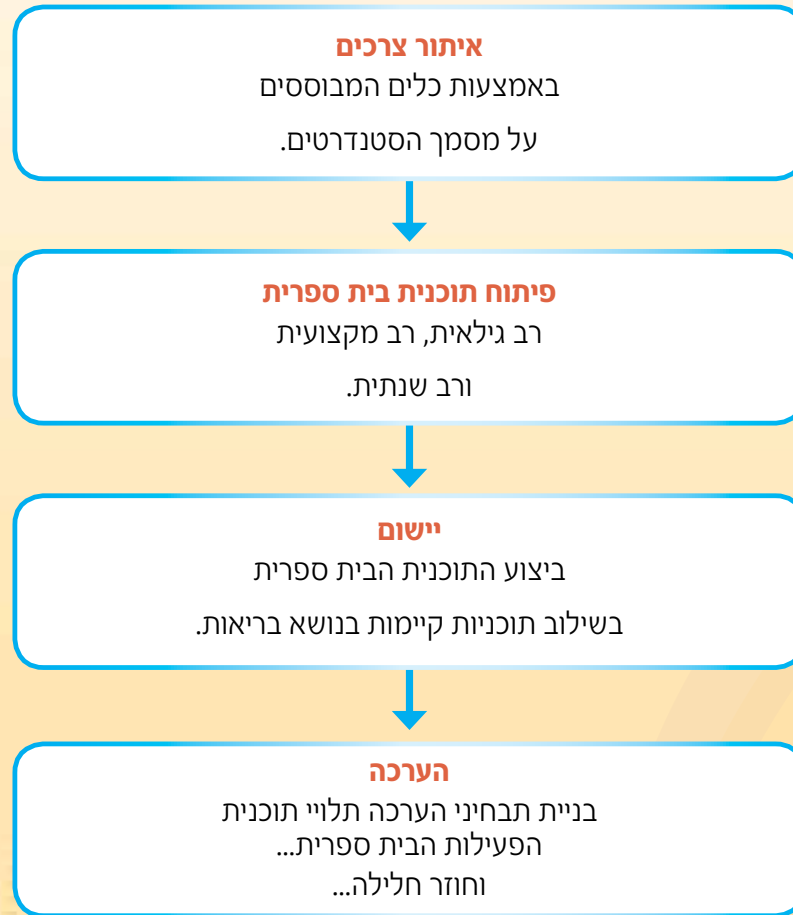 איתור צרכים
באמצעות כלים המבוססים
על מסמך הסטנדרטים.
פיתוח תוכנית בית ספרית
רב גילאית, רב מקצועית
ורב שנתית.
יישום
ביצוע התוכנית הבית ספרית
בשילוב תוכניות קיימות בנושא בריאות.
הערכה
בניית תבחיני הערכה תלויי תוכנית
הפעילות הבית ספרית...
וחוזר חלילה...